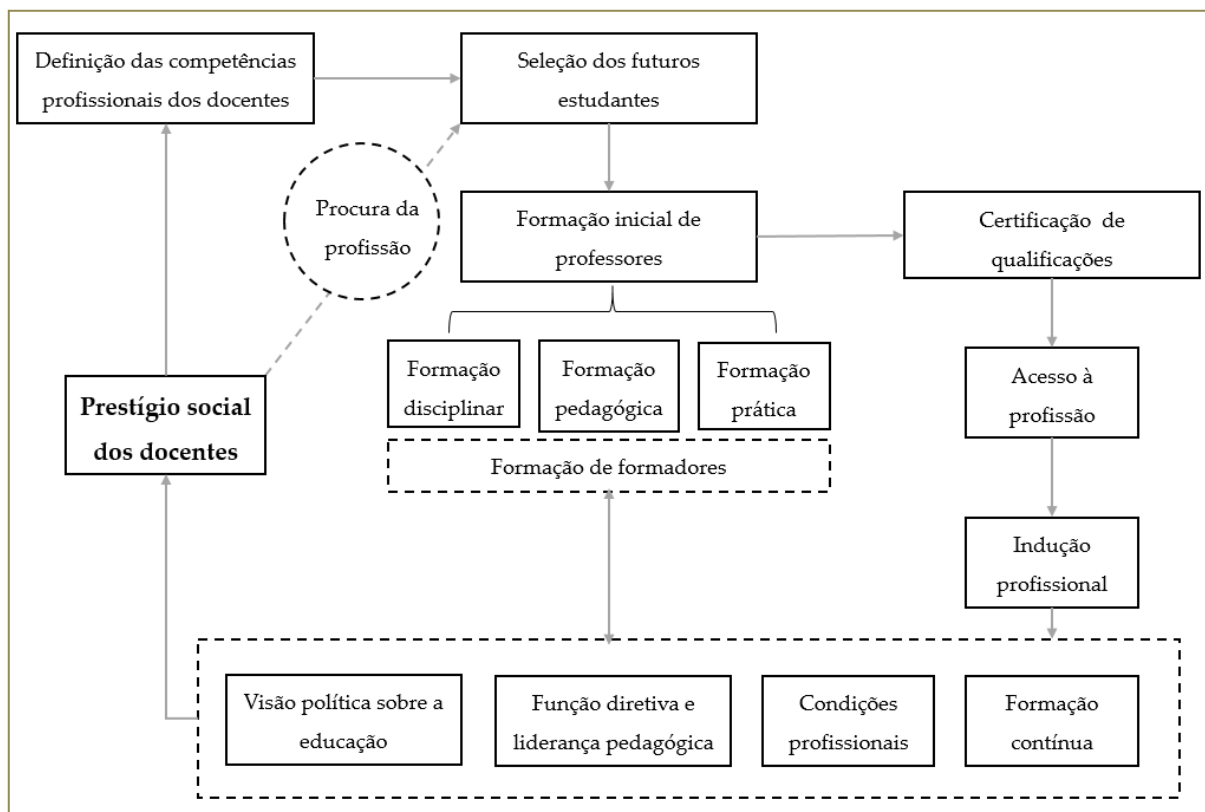 Definição das competências
profissionais dos docentes
Seleção dos futuros
estudantes
Procura da
profissão
Formação inicial de
professores
Certificação de
qualificações
Formação
disciplinar
Formação
pedagógica
Formação
prática
Acesso à
profissão
Prestígio social
dos docentes
Formação de formadores
Indução
profissional
Visão política sobre a
educação
Função diretiva e
liderança pedagógica
Condições
profissionais
Formação
contínua